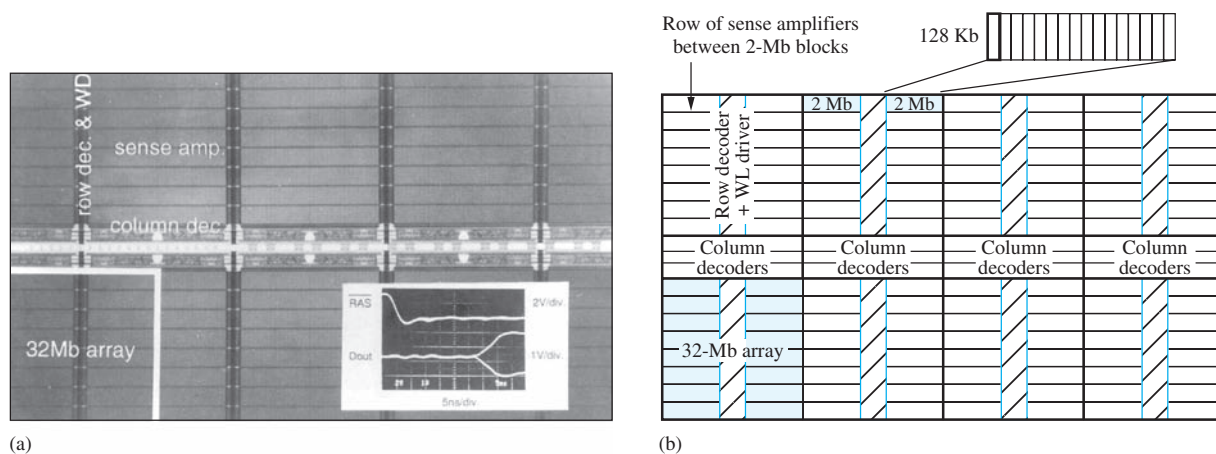 row dec. & WD
sense amp.
column dec.
32Mb array
RAS
2V/div.
Dout
1V/div.
5ns/div.
(a)
Row of sense amplifiers
between 2-Mb blocks
128 Kb
2 Mb
2 Mb
Row decoder
+ WL driver
Column
decoders
Column
decoders
Column
decoders
Column
decoders
32-Mb array
(b)